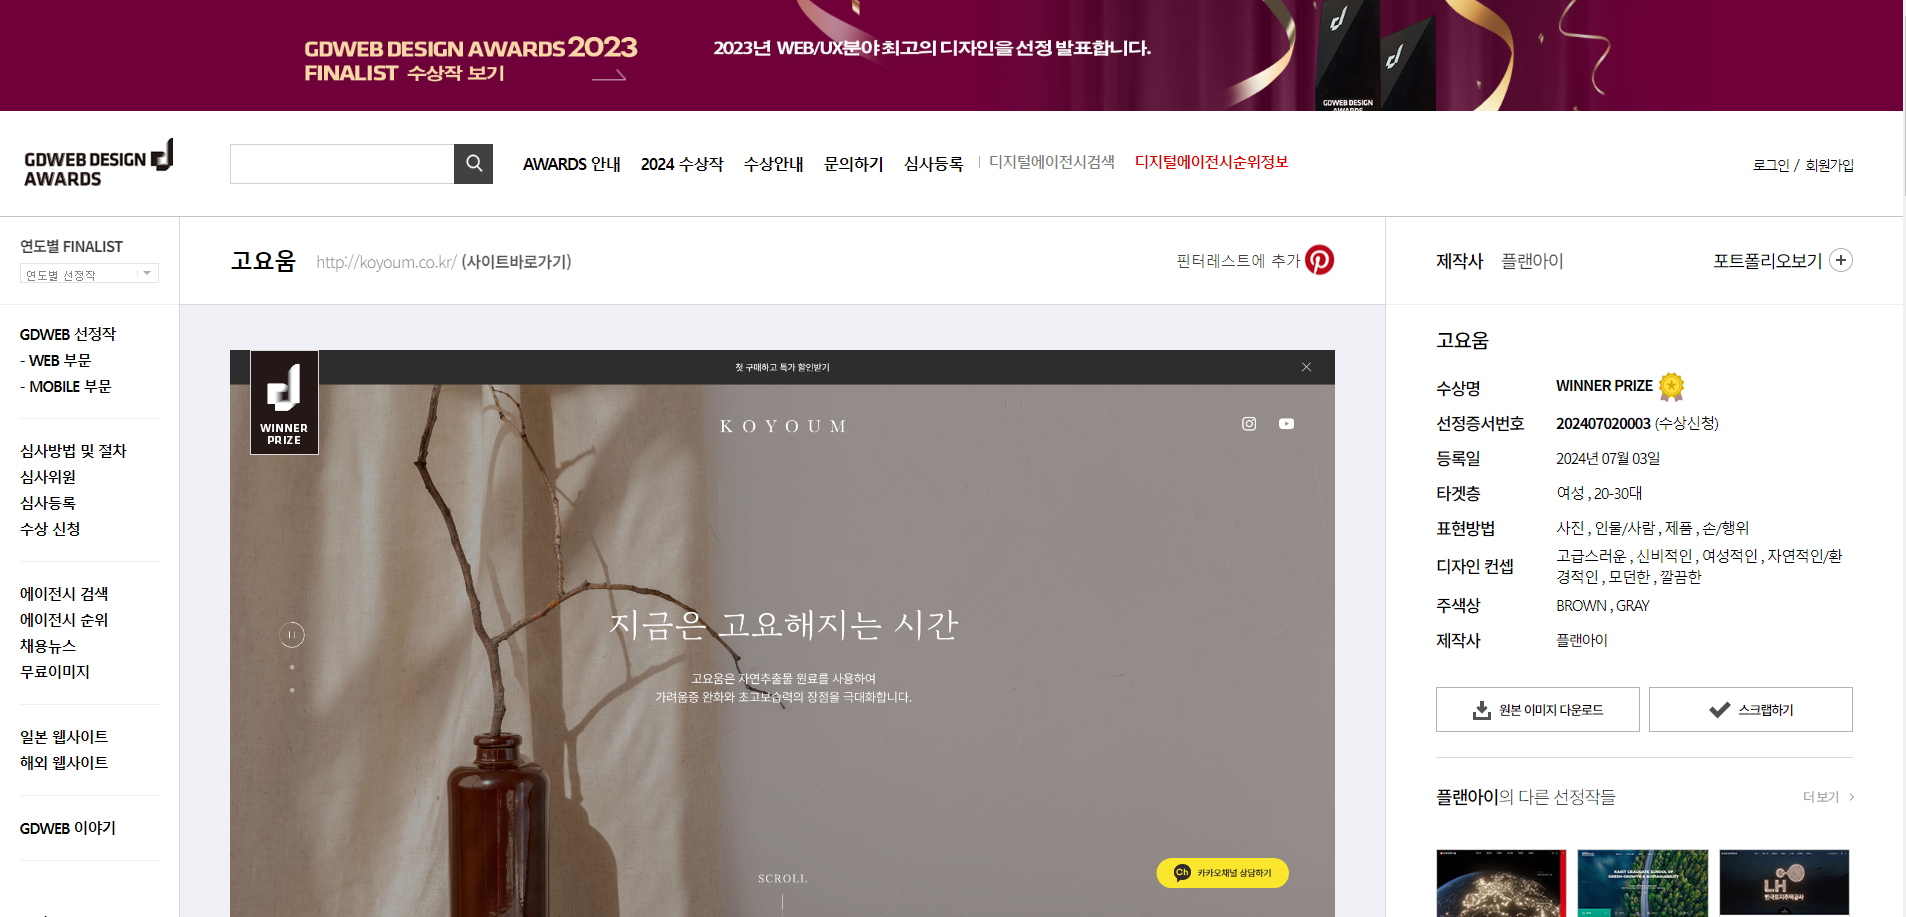 GDWEB DESIGN AWARDS 2023
FINALIST 수상작 보기
2023년 WEB/UX분야 최고의 디자인을 선정 발표합니다.
GDWEB DESIGN
GDWEB DESIGN
AWARDS
AWARDS 안내
2024 수상작
수상안내
문의하기
심사등록
디지털에이전시검색
디지털에이전시순위정보
로그인 / 회원가입
연도별 FINALIST
연도별 선정작
GDWEB 선정작
- WEB 부문
- MOBILE 부문
심사방법 및 절차
심사위원
심사등록
수상 신청
에이전시 검색
에이전시 순위
채용뉴스
무료이미지
일본 웹사이트
해외 웹사이트
GDWEB 이야기
고요움
http://koyoum.co.kr/ (사이트바로가기)
핀터레스트에 추가
첫 구매하고 특가 할인받기
WINNER
PRIZE
KOYOUM
지금은 고요해지는 시간
고요움은 자연추출물 원료를 사용하여
가려움증 완화와 초고보습력의 장점을 극대화합니다.
SCROLL
Ch 카카오채널 상담하기
제작사 플랜아이
포트폴리오보기
고요움
수상명 WINNER PRIZE
선정증서번호 202407020003 (수상신청)
등록일 2024년 07월 03일
타겟층 여성 , 20-30대
표현방법 사진 , 인물/사람 , 제품 , 손/행위
디자인 컨셉 고급스러운 , 신비적인 , 여성적인 , 자연적인/환
경적인 , 모던한 , 깔끔한
주색상 BROWN , GRAY
제작사 플랜아이
원본 이미지 다운로드
스크랩하기
플랜아이의 다른 선정작들
더보기
KAIST GRADUATE SCHOOL OF
GREEN GROWTH & SUSTAINABILITY
LH
한국토지주택공사